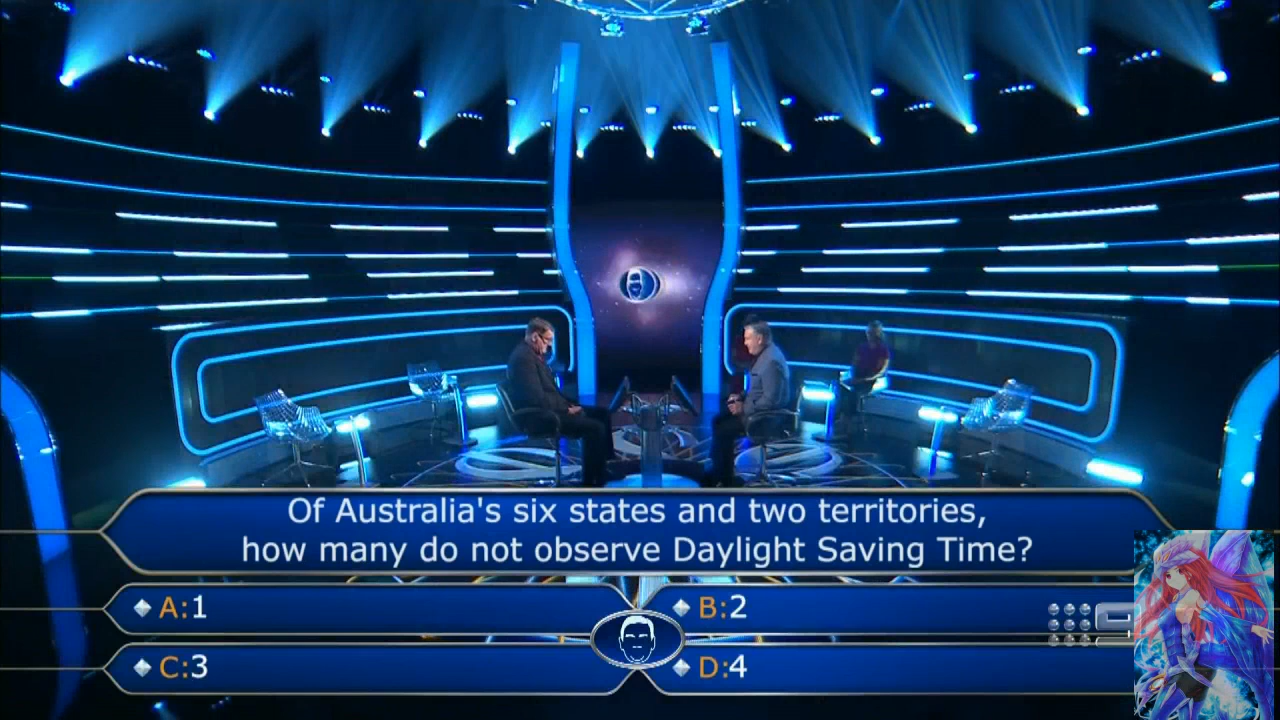 Of Australia's six states and two territories,
how many do not observe Daylight Saving Time?
A:1
B:2
C:3
D:4
9